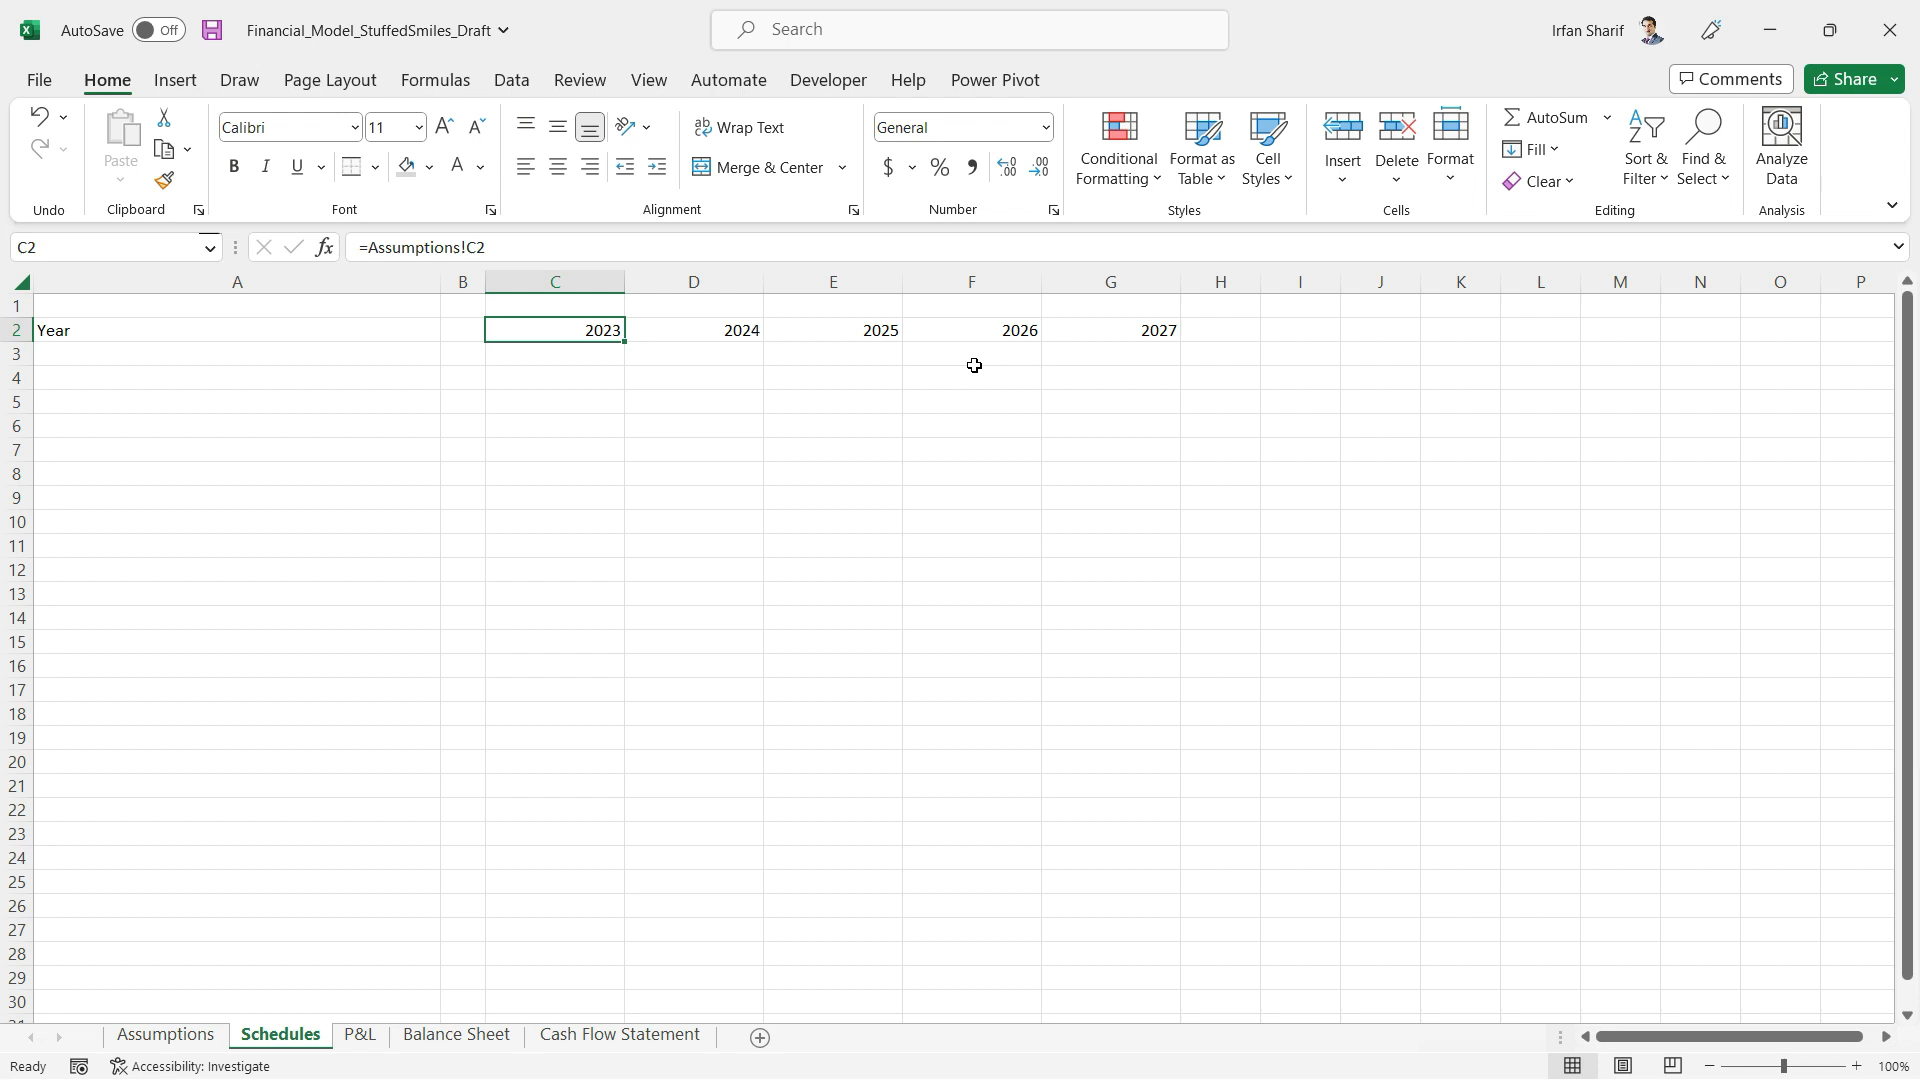 AutoSave Off Financial_Model_StuffedSmiles_Draft Search Irfan Sharif
File Home Insert Draw Page Layout Formulas Data Review View Automate Developer Help Power Pivot Comments Share
Calibri 11 ab Wrap Text General AutoSum
Paste B I U A Merge & Center $ % Conditional Formatting Format as Table Cell Styles Insert Delete Format Fill Clear Sort & Filter Find & Select Analyze Data
Undo Clipboard Font Alignment Number Styles Cells Editing Analysis
C2 fx =Assumptions!C2
A B C D E F G H I J K L M N O P
1
2 Year 2023 2024 2025 2026 2027
3
4
5
6
7
8
9
10
11
12
13
14
15
16
17
18
19
20
21
22
23
24
25
26
27
28
29
30
Assumptions Schedules P&L Balance Sheet Cash Flow Statement
Ready Accessibility: Investigate 100%